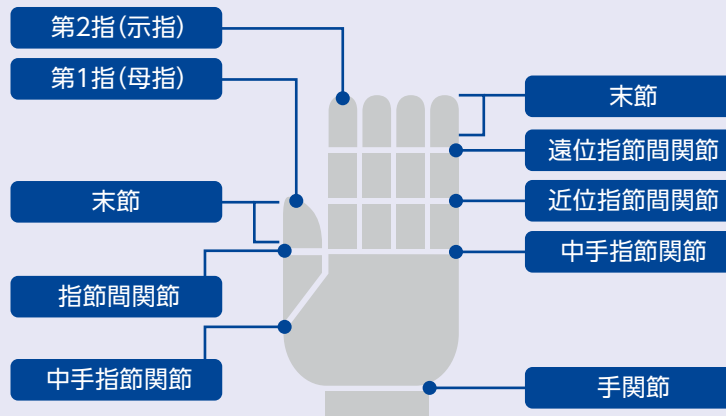 第2指（示指）
第1指（母指）
末節
指節間関節
中手指節関節
末節
遠位指節間関節
近位指節間関節
中手指節関節
手関節